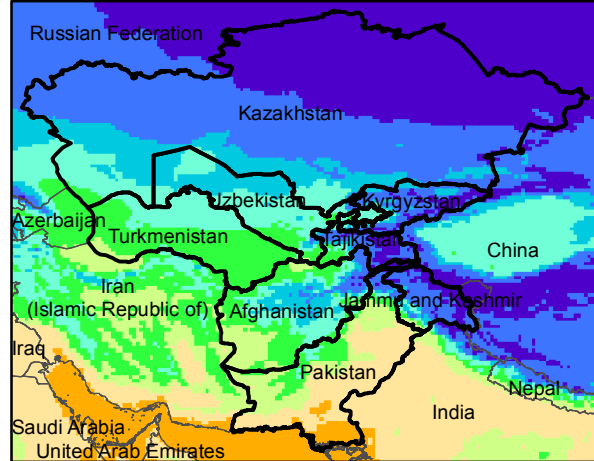 Russian Federation
Kazakhstan
Uzbekistan
Kyrgyzstan
Azerbaijan
Turkmenistan
Tajikistan
China
Iran
(Islamic Republic of)
Afghanistan
Jammu and Kashmir
Iraq
Pakistan
Nepal
India
Saudi Arabia
United Arab Emirates